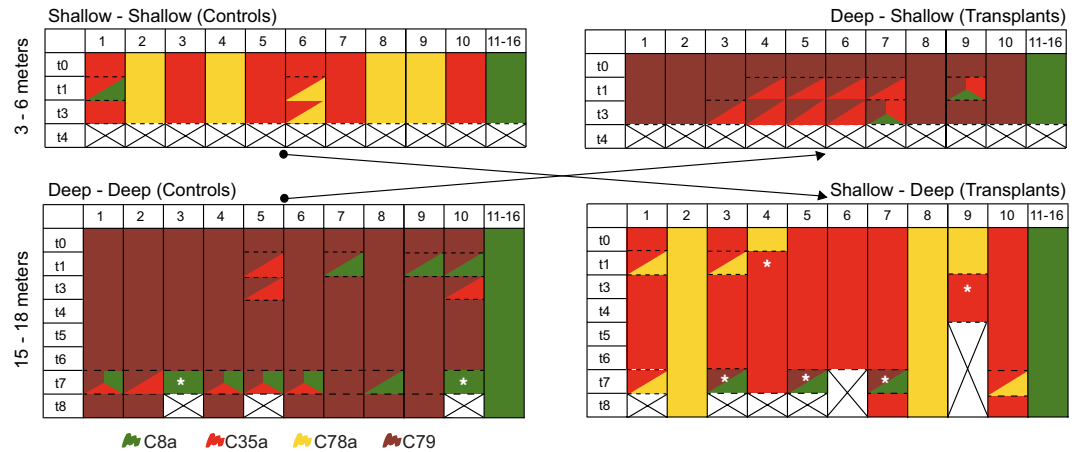 Shallow - Shallow (Controls)
1 2 3 4 5 6 7 8 9 10 11-16
t0
t1
t3
t4
3 - 6 meters
Deep - Shallow (Transplants)
1 2 3 4 5 6 7 8 9 10 11-16
t0
t1
t3
t4
Deep - Deep (Controls)
1 2 3 4 5 6 7 8 9 10 11-16
t0
t1
t3
t4
t5
t6
t7 * *
t8
15 - 18 meters
Shallow - Deep (Transplants)
1 2 3 4 5 6 7 8 9 10 11-16
t0
t1 *
t3 *
t4
t5
t6
t7 * * *
t8
C8a C35a C78a C79